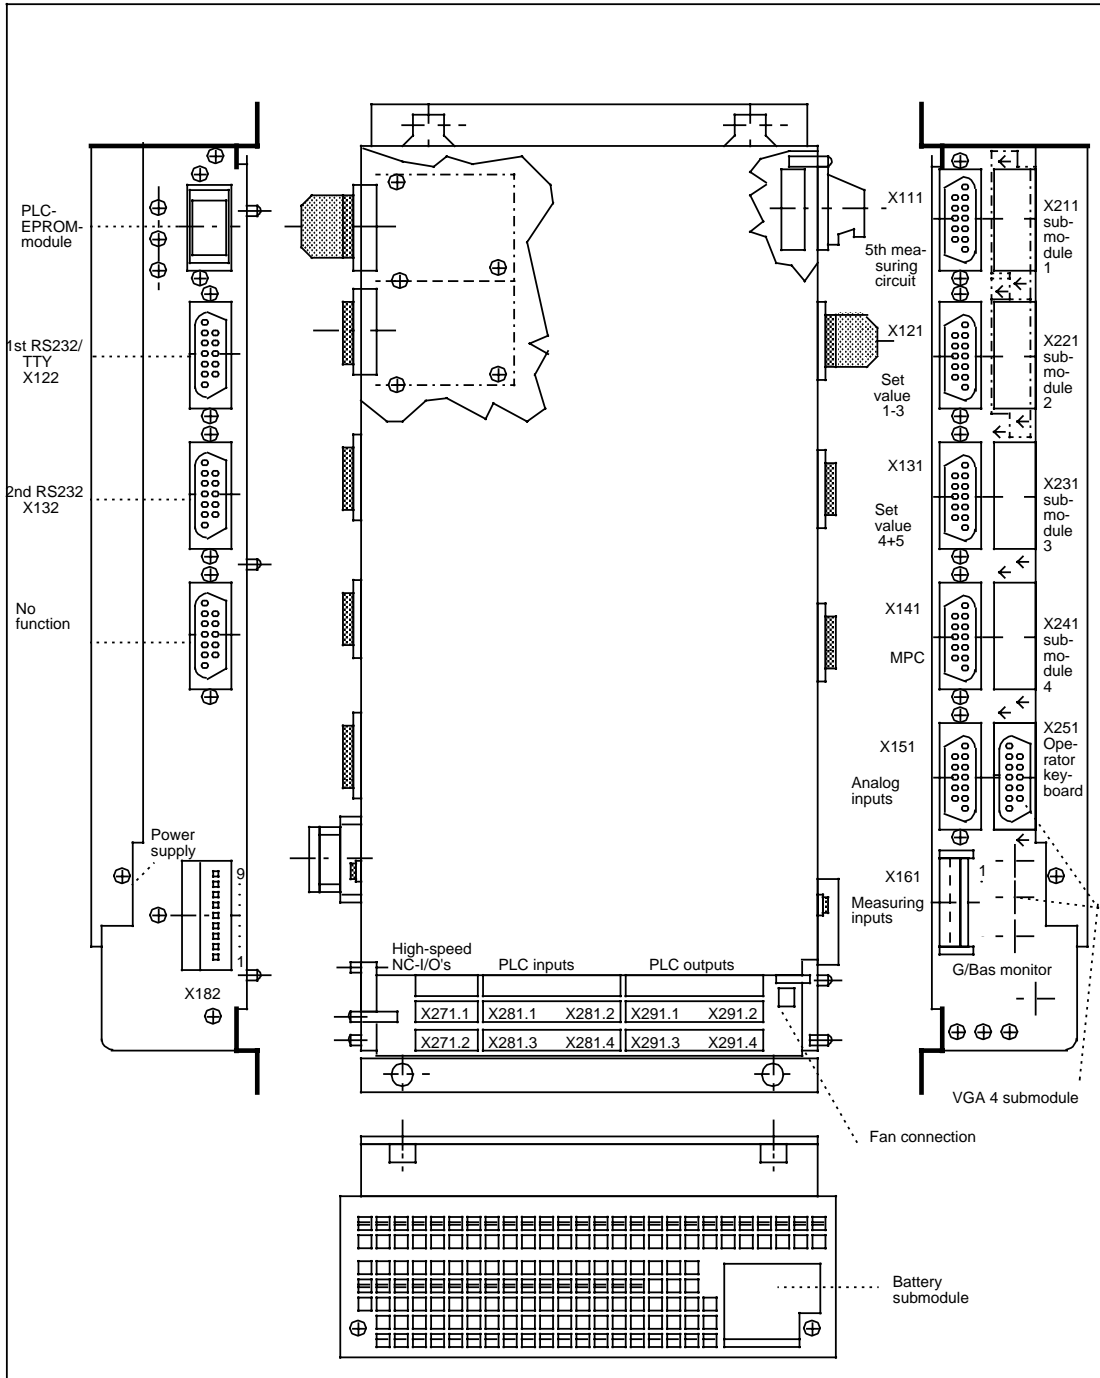 PLC-
EPROM-
module
1st RS232/
TTY
X122
2nd RS232
X132
No
function
Power
supply
9
1
X182
High-speed
NC-I/O's
PLC inputs
PLC outputs
X271.1
X281.1
X281.2
X291.1
X291.2
X271.2
X281.3
X281.4
X291.3
X291.4
X111
5th mea-
suring
circuit
X121
Set
value
1-3
X131
Set
value
4+5
X141
MPC
X151
Analog
inputs
X161
Measuring
inputs
1
G/Bas monitor
X211
sub-
mo-
dule
1
X221
sub-
mo-
dule
2
X231
sub-
mo-
dule
3
X241
sub-
mo-
dule
4
X251
Ope-
rator
key-
board
VGA 4 submodule
Fan connection
Battery
submodule